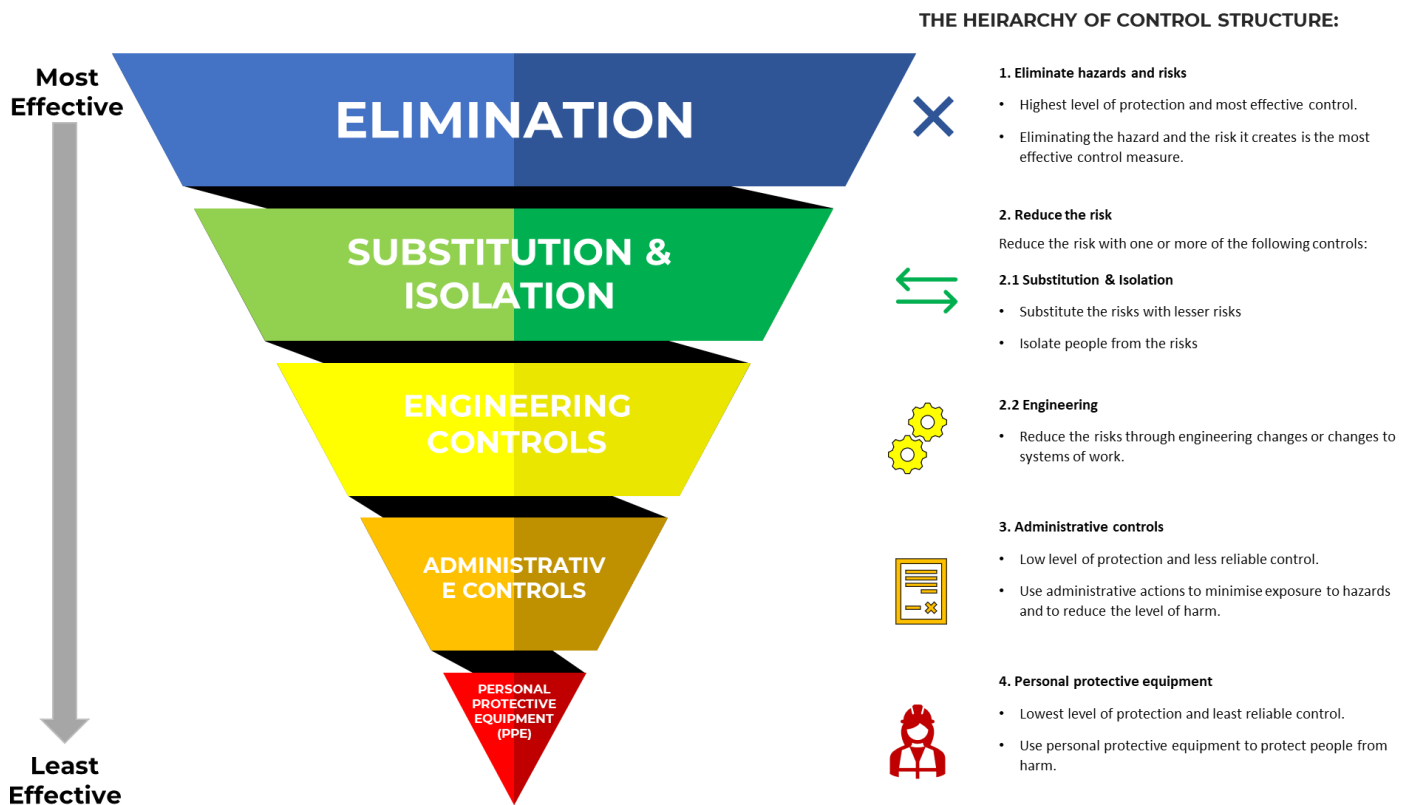 THE HEIRARCHY OF CONTROL STRUCTURE:
Most
Effective
Least
Effective
ELIMINATION
SUBSTITUTION &
ISOLATION
ENGINEERING
CONTROLS
ADMINISTRATIV
E CONTROLS
PERSONAL
PROTECTIVE
EQUIPMENT
(PPE)
1. Eliminate hazards and risks
• Highest level of protection and most effective control.
• Eliminating the hazard and the risk it creates is the most
effective control measure.
2. Reduce the risk
Reduce the risk with one or more of the following controls:
2.1 Substitution & Isolation
• Substitute the risks with lesser risks
• Isolate people from the risks
2.2 Engineering
• Reduce the risks through engineering changes or changes to
systems of work.
3. Administrative controls
• Low level of protection and less reliable control.
• Use administrative actions to minimise exposure to hazards
and to reduce the level of harm.
4. Personal protective equipment
• Lowest level of protection and least reliable control.
• Use personal protective equipment to protect people from
harm.